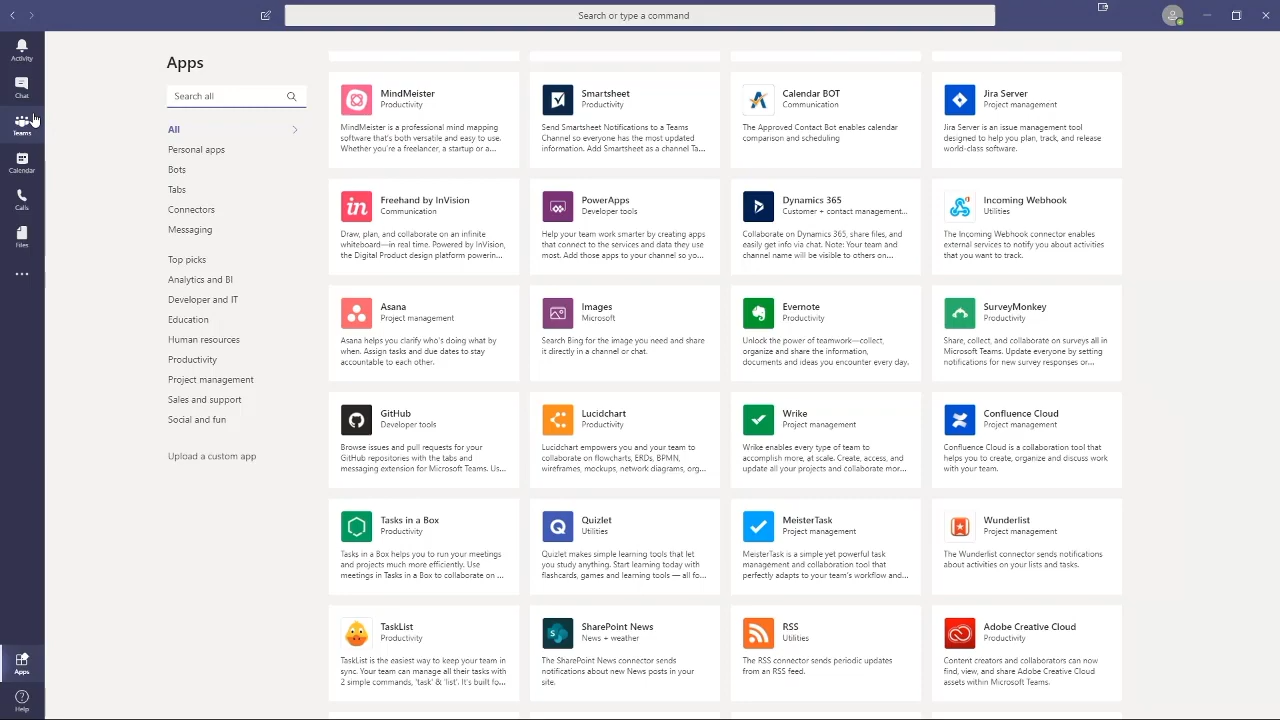 Search or type a command
Activity
Chat
Teams
Calendar
Calls
Files
Apps
Help
Apps
Search all
All
Personal apps
Bots
Tabs
Connectors
Messaging
Top picks
Analytics and BI
Developer and IT
Education
Human resources
Productivity
Project management
Sales and support
Social and fun
Upload a custom app
MindMeister
Productivity
MindMeister is a professional mind mapping
software that's both versatile and easy to use.
Whether you're a freelancer, a startup or a...
Smartsheet
Productivity
Send Smartsheet Notifications to a Teams
Channel so everyone has the most updated
information. Add Smartsheet as a channel Ta...
Calendar BOT
Communication
The Approved Contact Bot enables calendar
comparison and scheduling
Jira Server
Project management
Jira Server is an issue management tool
designed to help you plan, track, and release
world-class software.
Freehand by InVision
Communication
Draw, plan, and collaborate on an infinite
whiteboard—in real time. Powered by InVision,
the Digital Product design platform powerin...
PowerApps
Developer tools
Help your team work smarter by creating apps
that connect to the services and data they use
most. Add those apps to your channel so yo...
Dynamics 365
Customer + contact management...
Collaborate on Dynamics 365, share files, and
easily get info via chat. Note: Your team and
channel name will be visible to others on...
Incoming Webhook
Utilities
The Incoming Webhook connector enables
external services to notify you about activities
that you want to track.
Asana
Project management
Asana helps you clarify who's doing what by
when. Assign tasks and due dates to stay
accountable to each other.
Images
Microsoft
Search Bing for the image you need and share
it directly in a channel or chat.
Evernote
Productivity
Unlock the power of teamwork—collect,
organize and share the information,
documents and ideas you encounter every day.
SurveyMonkey
Productivity
Share, collect, and collaborate on surveys all in
Microsoft Teams. Update everyone by setting
notifications for new survey responses or...
GitHub
Developer tools
Browse issues and pull requests for your
GitHub repositories with the tabs and
messaging extension for Microsoft Teams. Us...
Lucidchart
Productivity
Lucidchart empowers you and your team to
collaborate on flowcharts, ERDs, BPMN,
wireframes, mockups, network diagrams, org...
Wrike
Project management
Wrike enables every type of team to
accomplish more, at scale. Create, access, and
update all your projects and collaborate mor...
Confluence Cloud
Project management
Confluence Cloud is a collaboration tool that
helps you to create, organize and discuss work
with your team.
Tasks in a Box
Productivity
Tasks in a Box helps you to run your meetings
and projects much more efficiently. Use
meetings in Tasks in a Box to collaborate on ...
Quizlet
Utilities
Quizlet makes simple learning tools that let
you study anything. Start learning today with
flashcards, games and learning tools — all fo...
MeisterTask
Project management
MeisterTask is a simple yet powerful task
management and collaboration tool that
perfectly adapts to your team's workflow and...
Wunderlist
Project management
The Wunderlist connector sends notifications
about activities on your lists and tasks.
TaskList
Productivity
TaskList is the easiest way to keep your team in
sync. Your team can manage all their tasks with
2 simple commands, 'task' & 'list'. It's built fo...
SharePoint News
News + weather
The SharePoint News connector sends
notifications about new News posts in your
site.
RSS
Utilities
The RSS connector sends periodic updates
from an RSS feed.
Adobe Creative Cloud
Productivity
Content creators and collaborators can now
find, view, and share Adobe Creative Cloud
assets within Microsoft Teams.